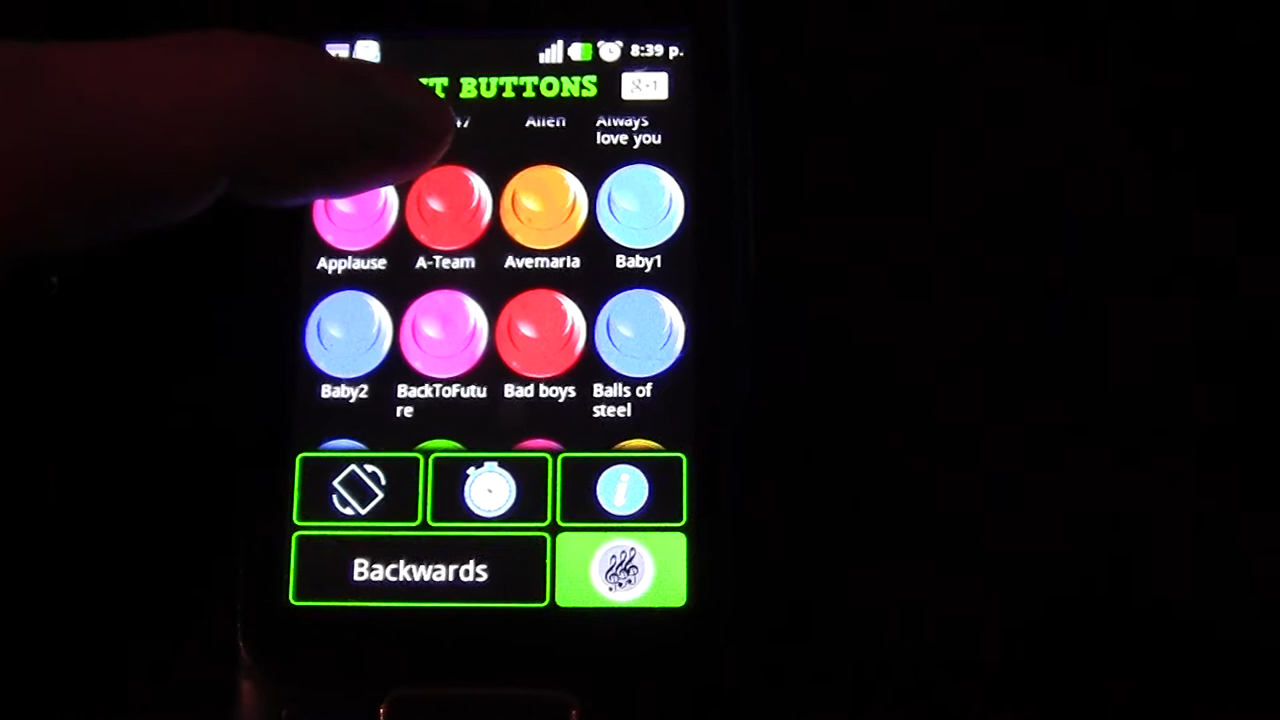 8:39 p.
BUTTONS
Alien
Always
love you
Applause
A-Team
Avemaria
Baby1
Baby2
BackToFutu
re
Bad boys
Balls of
steel
Backwards